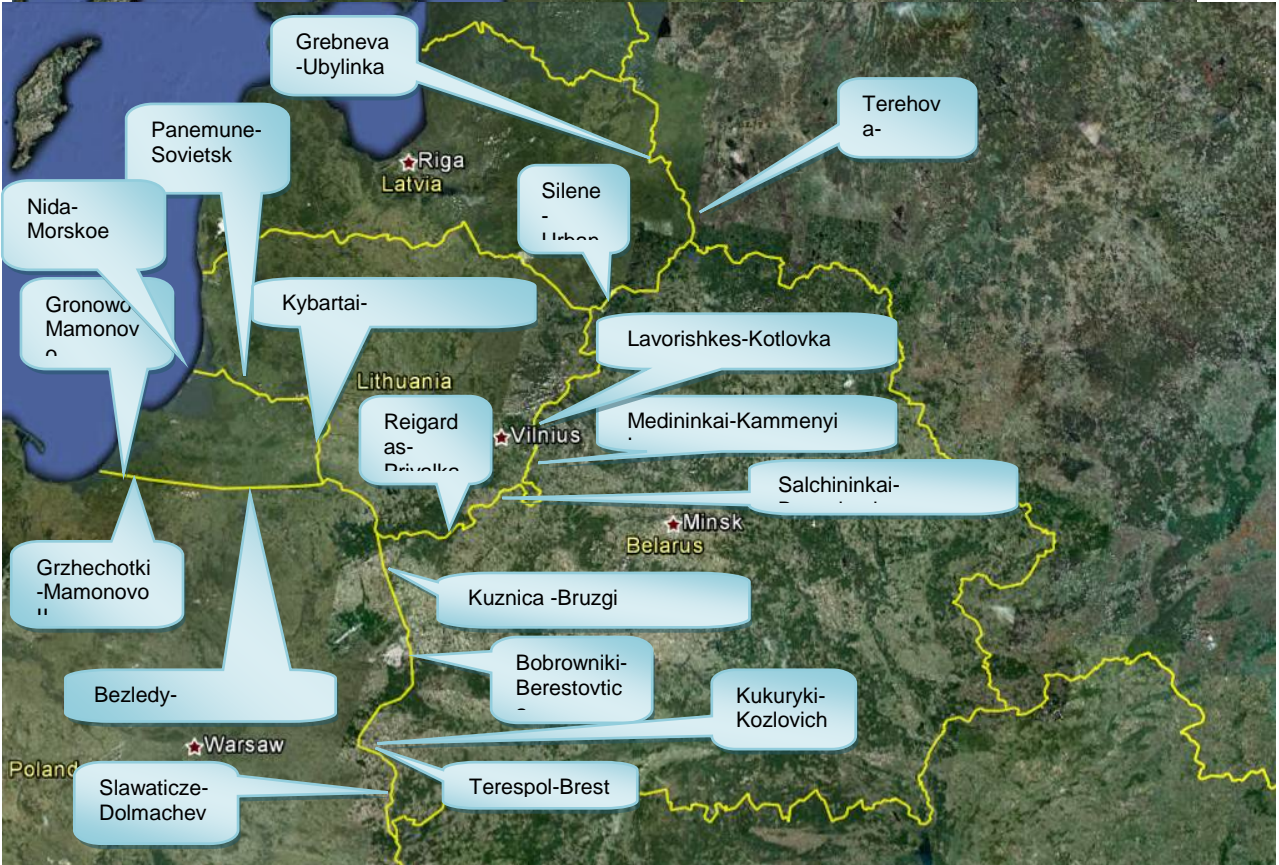 Grebneva
-Ubylinka
Terehov
a-
Panemune-
Sovietsk
Riga
Latvia
Silene
-
Nida-
Morskoe
Gronowo
Mamonov
Kybartai-
Lavorishkes-Kotlovka
Lithuania
Reigard
as-
Vilnius
Medininkai-Kammenyi
Salchininkai-
Minsk
Belarus
Grzhechotki
-Mamonovo
Kuznica -Bruzgi
Bobrowniki-
Berestovtic
Kukuryki-
Kozlovich
Bezledy-
Warsaw
Poland
Slawaticze-
Dolmachev
Terespol-Brest